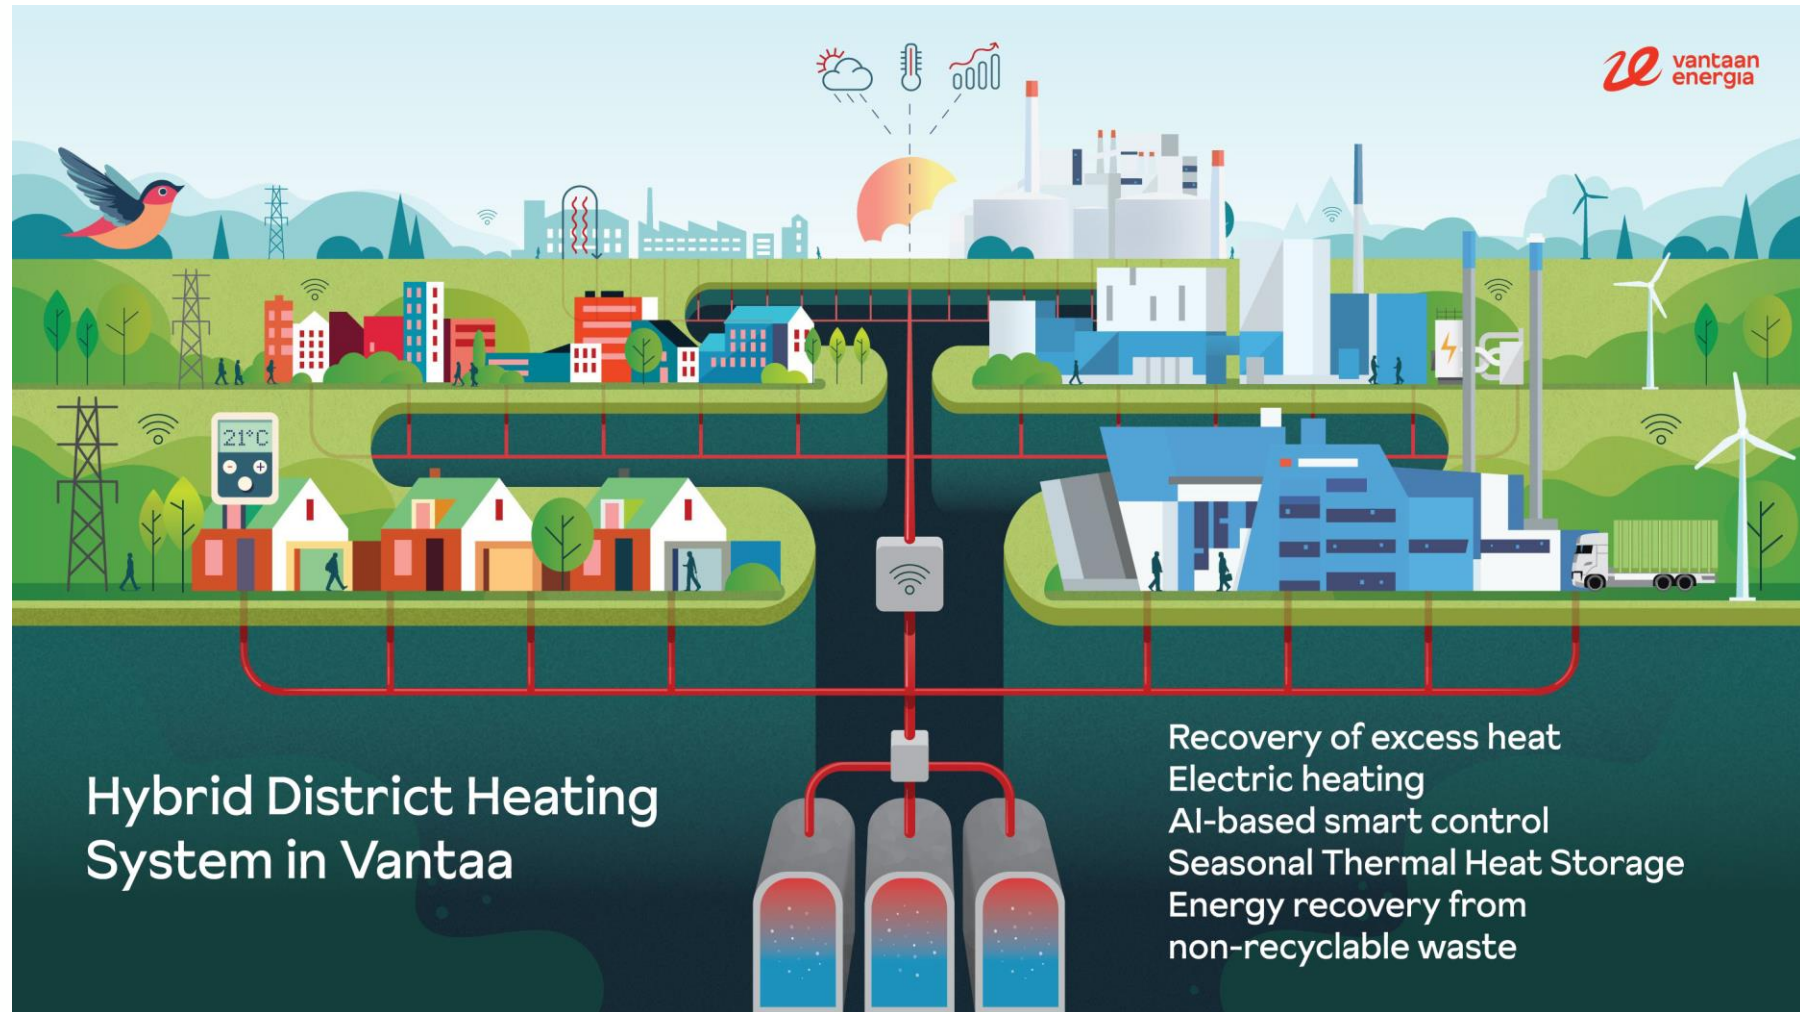 vantaan
energia
21°C
Hybrid District Heating
System in Vantaa
Recovery of excess heat
Electric heating
AI-based smart control
Seasonal Thermal Heat Storage
Energy recovery from
non-recyclable waste